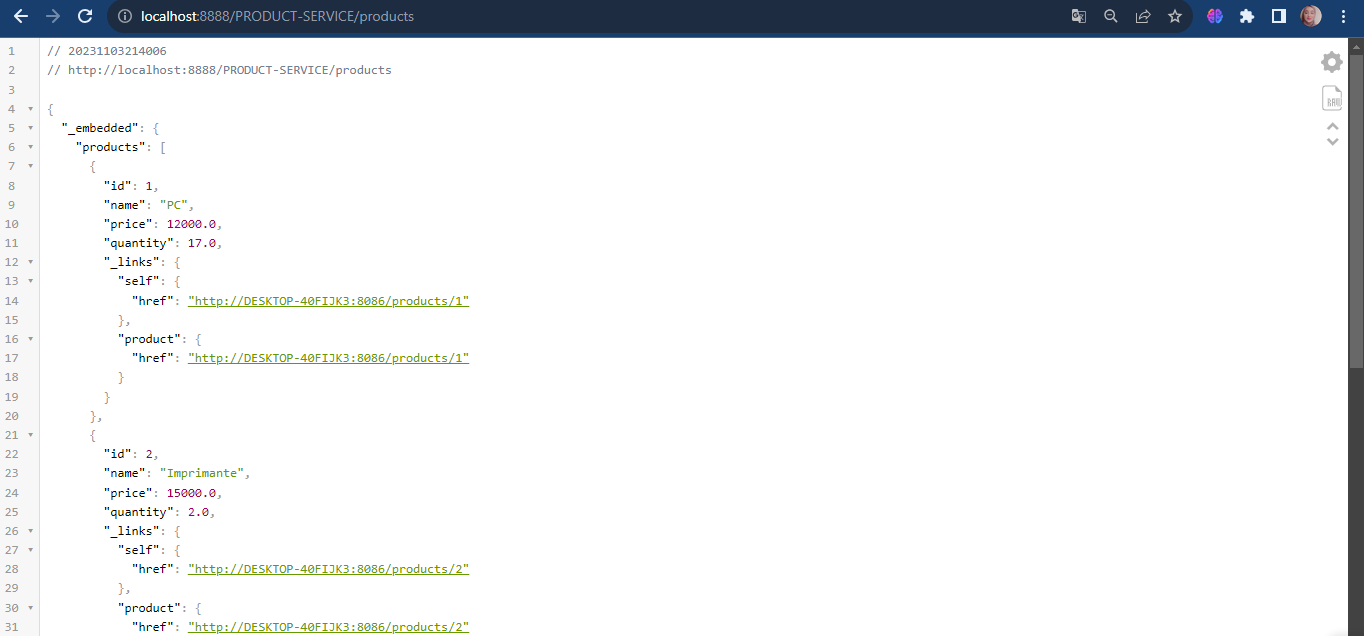 localhost:8888/PRODUCT-SERVICE/products
1 // 20231103214006
2 // http://localhost:8888/PRODUCT-SERVICE/products
3
4 {
5 "_embedded": {
6 "products": [
7 {
8 "id": 1,
9 "name": "PC",
10 "price": 12000.0,
11 "quantity": 17.0,
12 "_links": {
13 "self": {
14 "href": "http://DESKTOP-40FIJK3:8086/products/1"
15 },
16 "product": {
17 "href": "http://DESKTOP-40FIJK3:8086/products/1"
18 }
19 }
20 },
21 {
22 "id": 2,
23 "name": "Imprimante",
24 "price": 15000.0,
25 "quantity": 2.0,
26 "_links": {
27 "self": {
28 "href": "http://DESKTOP-40FIJK3:8086/products/2"
29 },
30 "product": {
31 "href": "http://DESKTOP-40FIJK3:8086/products/2"
RAW